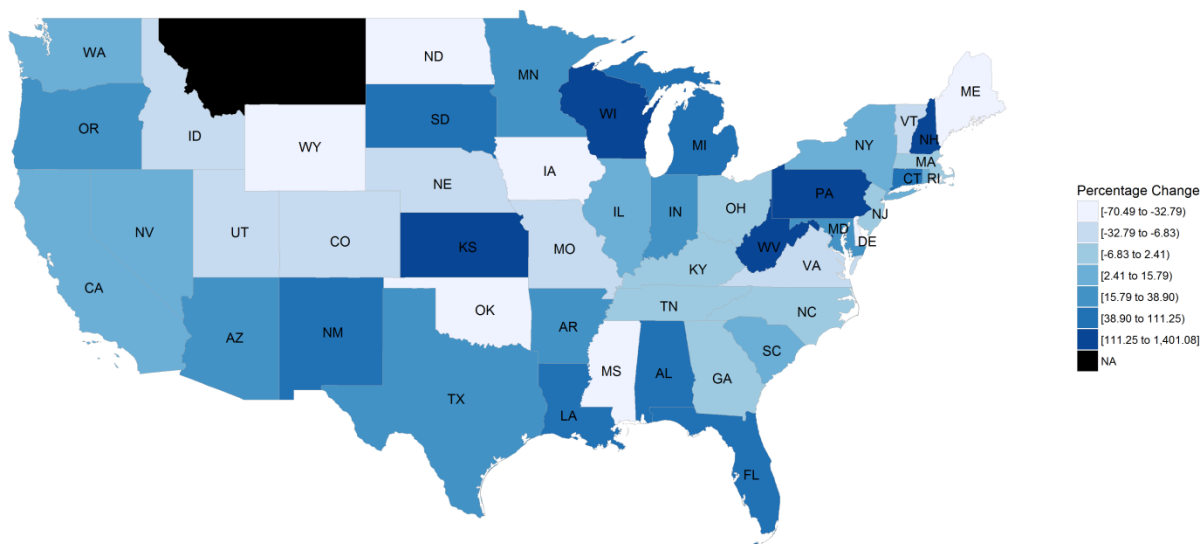 WA
ND
MN
ME
OR
ID
SD
WI
VT
NH
WY
MI
NY
MA
CT
RI
NE
IA
PA
NV
UT
CO
KS
MO
IL
IN
OH
NJ
MD
DE
WV
VA
KY
CA
AZ
NM
OK
AR
TN
NC
SC
MS
AL
GA
TX
LA
FL
Percentage Change
[-70.49 to -32.79)
[-32.79 to -6.83)
[-6.83 to 2.41)
[2.41 to 15.79)
[15.79 to 38.90)
[38.90 to 111.25)
[111.25 to 1,401.08]
NA